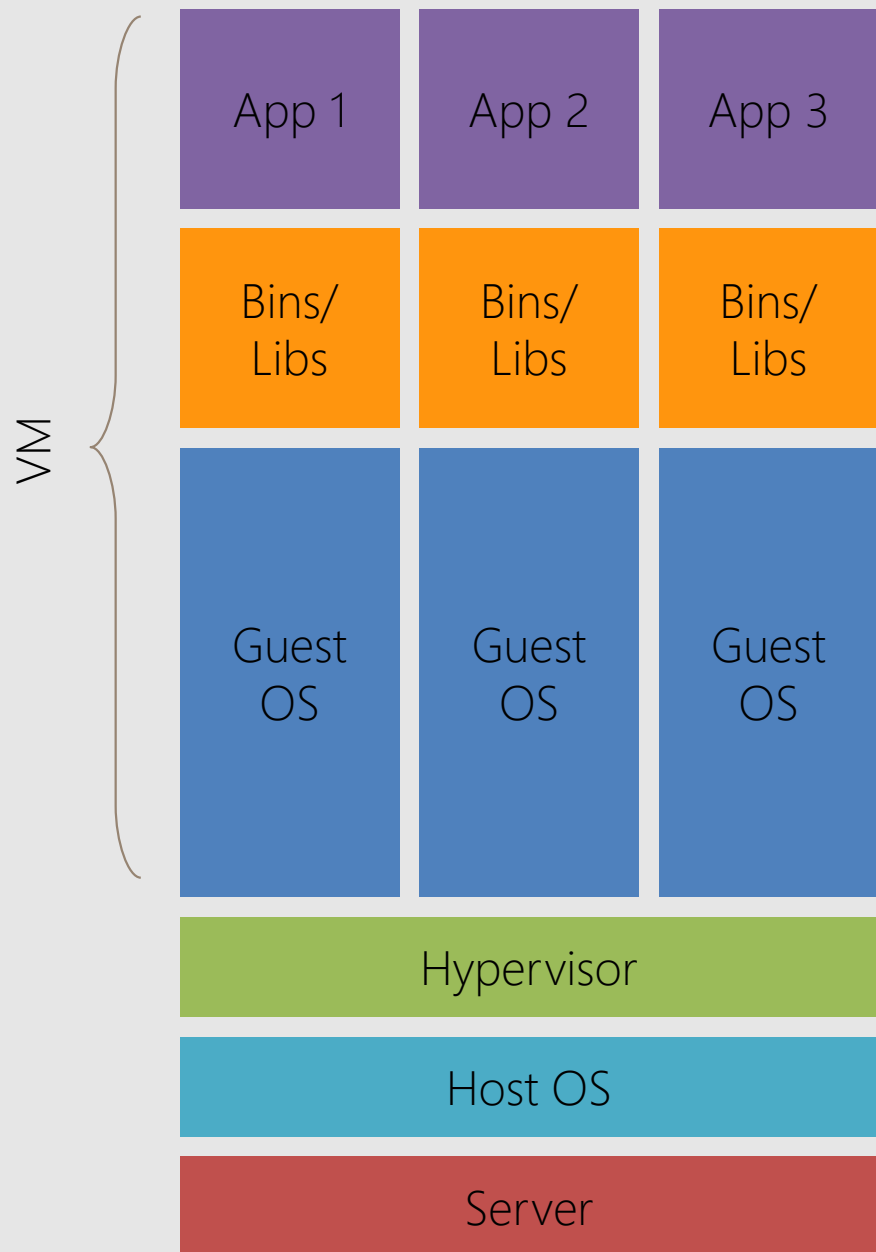 App 1
App 2
App 3
Bins/
Libs
Bins/
Libs
Bins/
Libs
VM
Guest
OS
Guest
OS
Guest
OS
Hypervisor
Host OS
Server